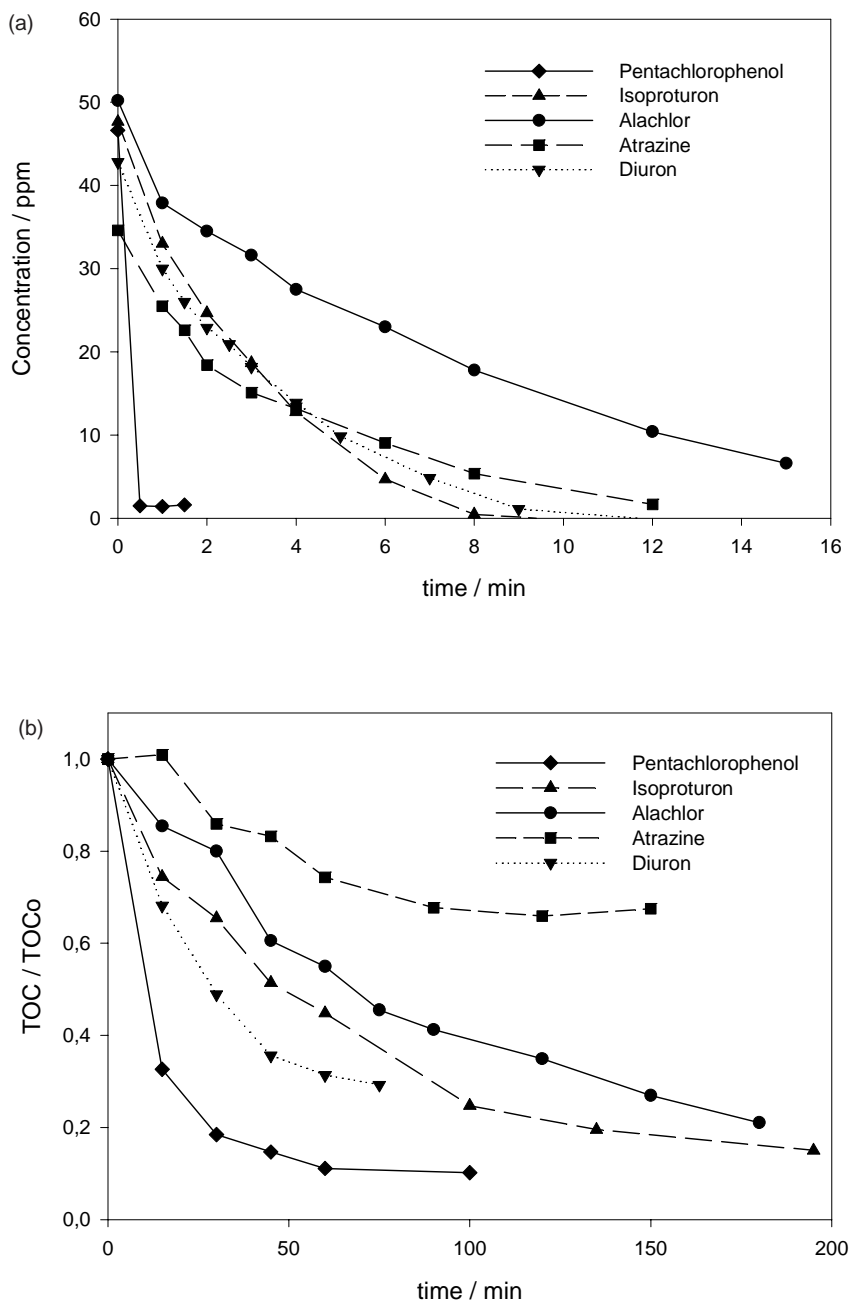 (a)
60
50
40
30
20
10
0
Concentration / ppm
Pentachlorophenol
Isoproturon
Alachlor
Atrazine
Diuron
0 2 4 6 8 10 12 14 16
time / min
(b)
1,0
0,8
0,6
0,4
0,2
0,0
TOC / TOCo
Pentachlorophenol
Isoproturon
Alachlor
Atrazine
Diuron
0 50 100 150 200
time / min